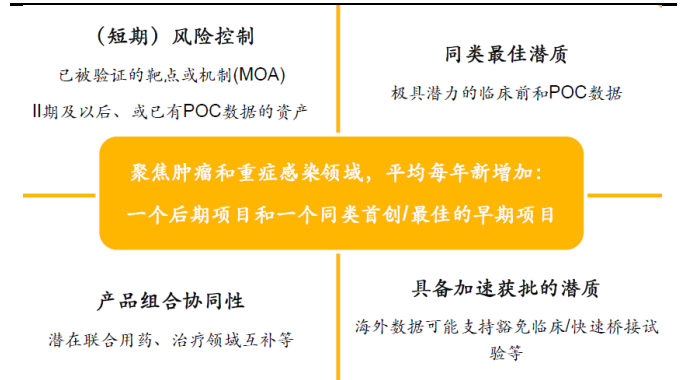 （短期）风险控制
已被验证的靶点或机制(MOA)
II期及以后、或已有POC数据的资产
同类最佳潜质
极具潜力的临床前和POC数据
聚焦肿瘤和重症感染领域，平均每年新增加：
一个后期项目和一个同类首创/最佳的早期项目
产品组合协同性
潜在联合用药、治疗领域互补等
具备加速获批的潜质
海外数据可能支持豁免临床/快速桥接试
验等